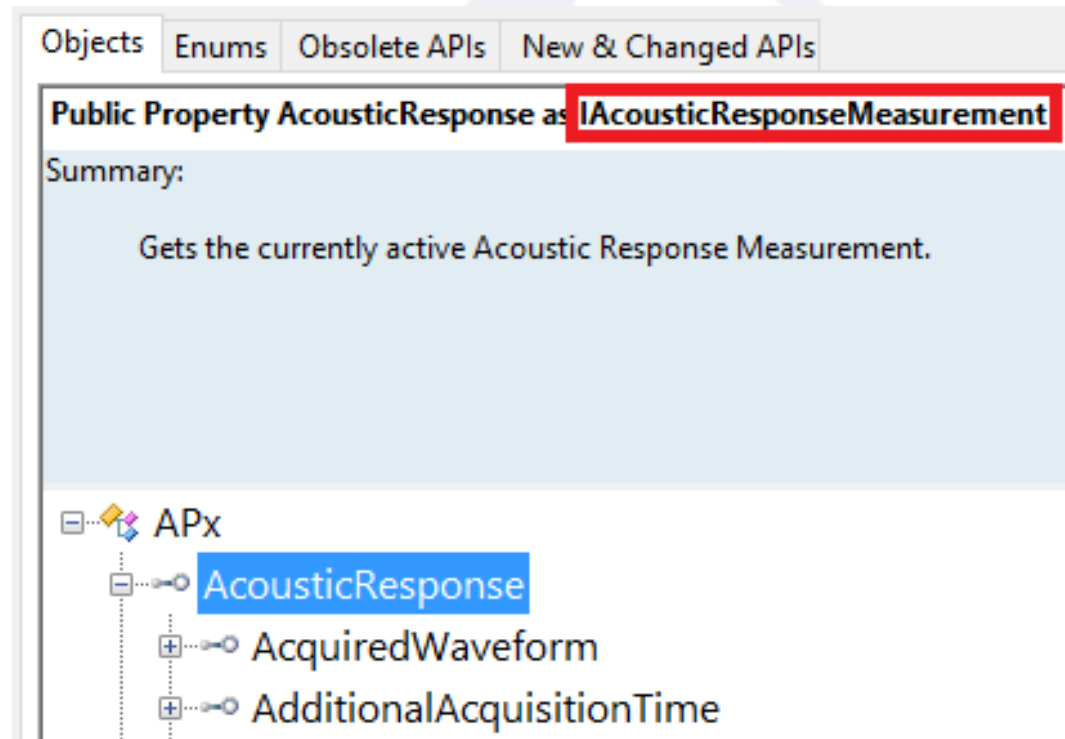 Objects Enums Obsolete APIs New & Changed APIs
Public Property AcousticResponse as IAcousticResponseMeasurement
Summary:
Gets the currently active Acoustic Response Measurement.
APx
AcousticResponse
AcquiredWaveform
AdditionalAcquisitionTime